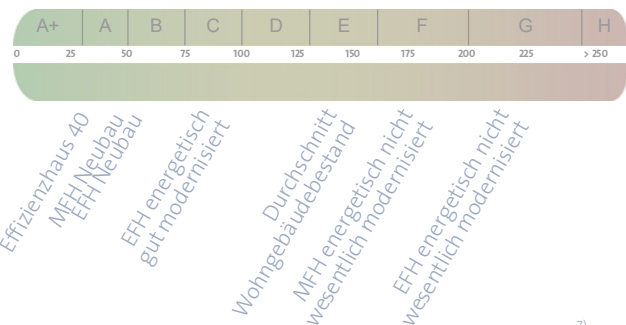 A+ A B C D E F G H
0 25 50 75 100 125 150 175 200 225 > 250
Effizienzhaus 40
MFH Neubau
EFH Neubau
EFH energetisch
gut modernisiert
Durchschnitt
Wohngebäudebestand
MFH energetisch nicht
wesentlich modernisiert
EFH energetisch nicht
wesentlich modernisiert
7)